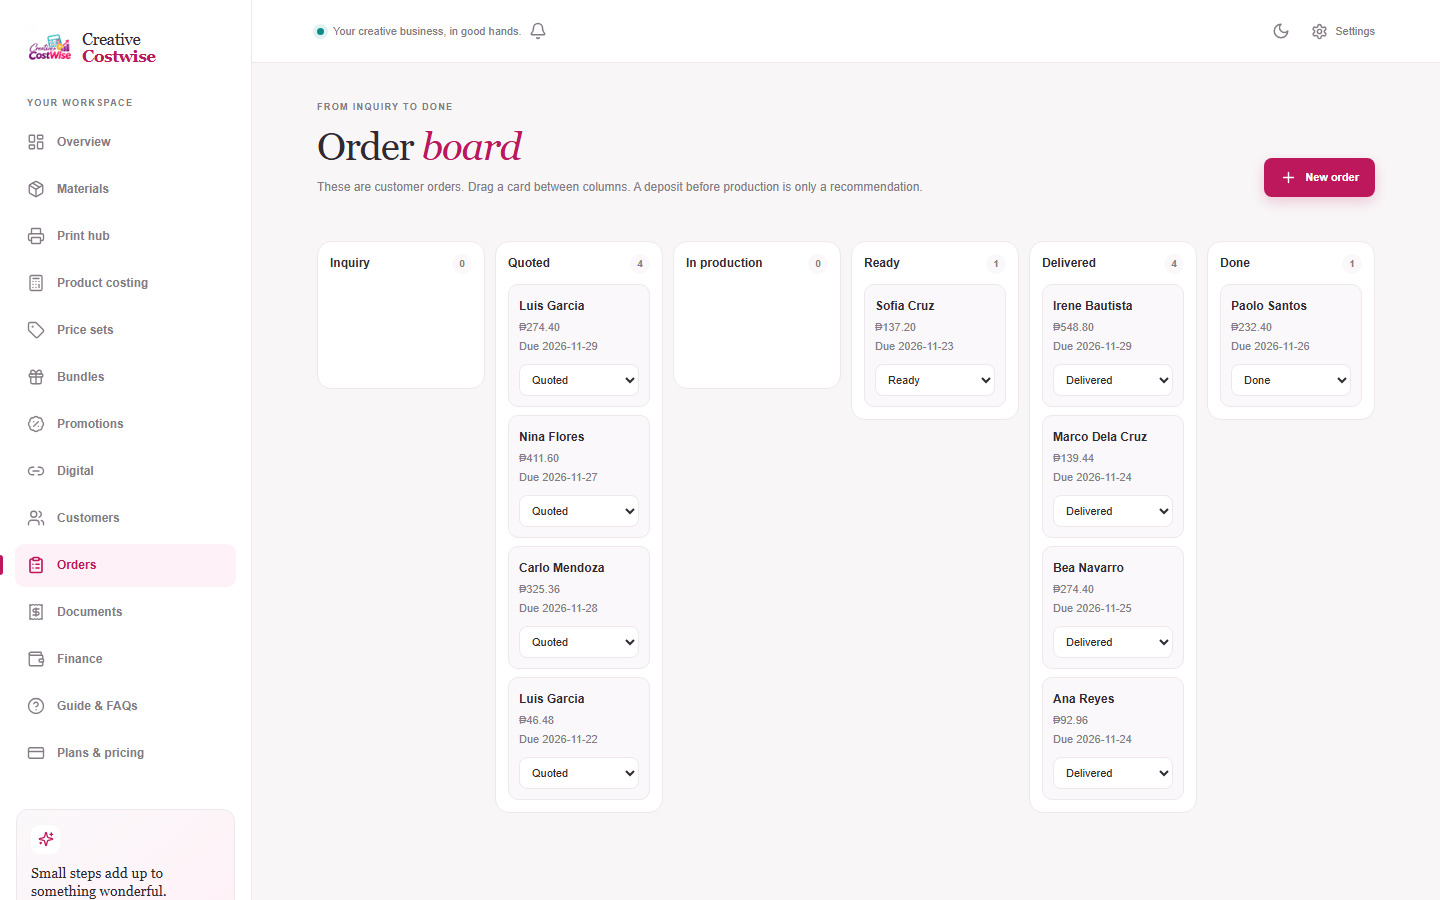 Creative
CostWise
Creative
Costwise
YOUR WORKSPACE
Overview
Materials
Print hub
Product costing
Price sets
Bundles
Promotions
Digital
Customers
Orders
Documents
Finance
Guide & FAQs
Plans & pricing
Small steps add up to
something wonderful.
Your creative business, in good hands.
Settings
FROM INQUIRY TO DONE
Order board
These are customer orders. Drag a card between columns. A deposit before production is only a recommendation.
New order
Inquiry 0
Quoted 4
Luis Garcia
₱274.40
Due 2026-11-29
Quoted
Nina Flores
₱411.60
Due 2026-11-27
Quoted
Carlo Mendoza
₱325.36
Due 2026-11-28
Quoted
Luis Garcia
₱46.48
Due 2026-11-22
Quoted
In production 0
Ready 1
Sofia Cruz
₱137.20
Due 2026-11-23
Ready
Delivered 4
Irene Bautista
₱548.80
Due 2026-11-29
Delivered
Marco Dela Cruz
₱139.44
Due 2026-11-24
Delivered
Bea Navarro
₱274.40
Due 2026-11-25
Delivered
Ana Reyes
₱92.96
Due 2026-11-24
Delivered
Done 1
Paolo Santos
₱232.40
Due 2026-11-26
Done